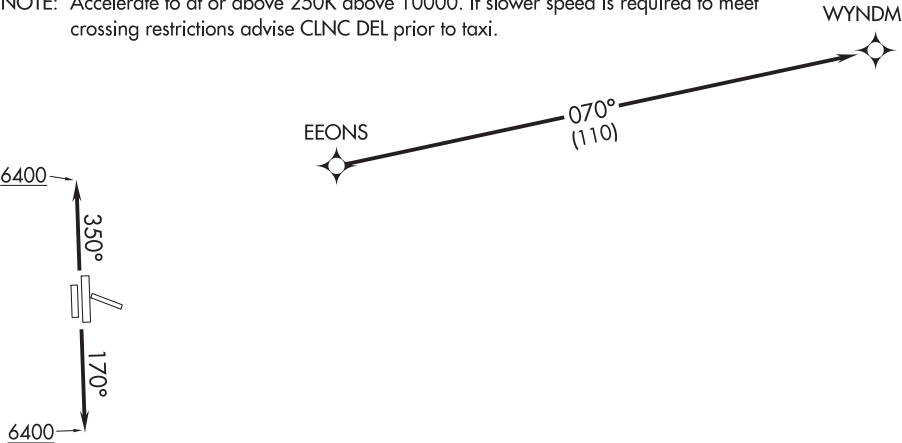 NOTE: Accelerate to at or above 250K above 10000. If slower speed is required to meet
crossing restrictions advise CLNC DEL prior to taxi.
WYNDM
070°
(110)
EEONS
6400
350°
170°
6400